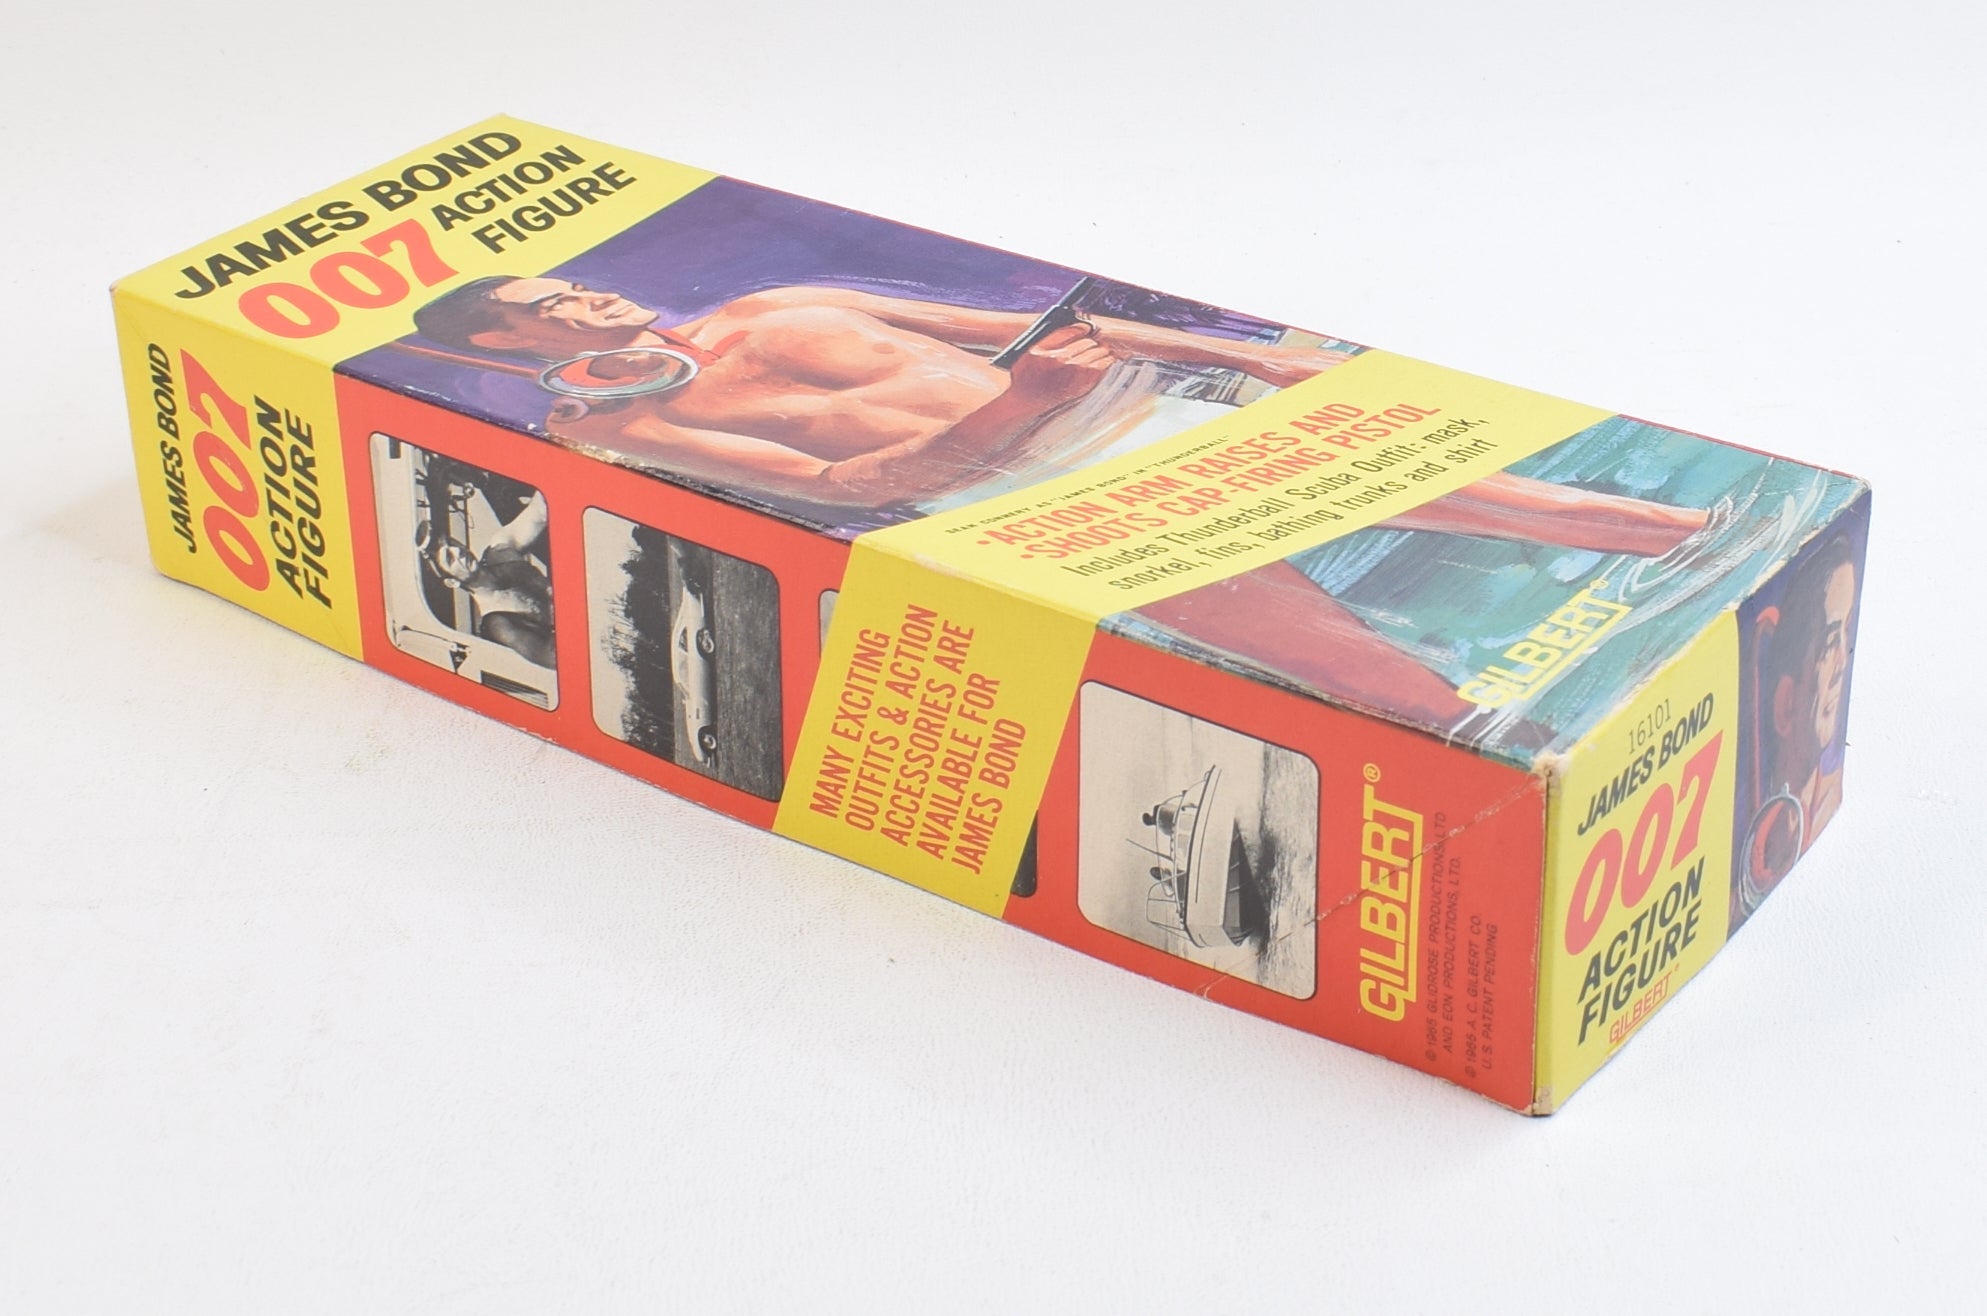 JAMES BOND
007 ACTION
FIGURE
SEAN CONNERY AS "JAMES BOND" IN "THUNDERBALL"
•ACTION ARM RAISES AND
•SHOOTS CAP-FIRING PISTOL
Includes Thunderball Scuba Outfit: mask,
snorkel, fins, bathing trunks and shirt
GILBERT®
JAMES BOND
007
ACTION
FIGURE
MANY EXCITING
OUTFITS & ACTION
ACCESSORIES ARE
AVAILABLE FOR
JAMES BOND
GILBERT®
© 1965 GLIDROSE PRODUCTIONS, LTD
AND EON PRODUCTIONS, LTD.
© 1965 A. C. GILBERT CO.
U.S. PATENT PENDING
16101
JAMES BOND
007
ACTION
FIGURE
GILBERT®